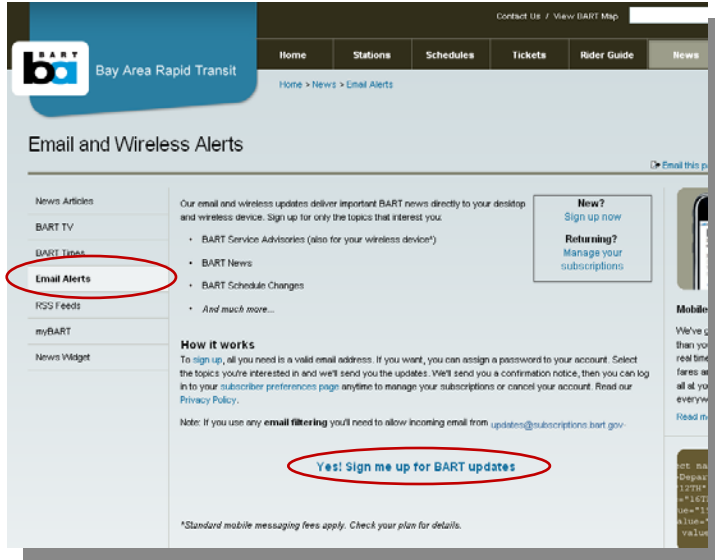 Contact Us / View BART Map
BART
ba
Bay Area Rapid Transit
Home Stations Schedules Tickets Rider Guide News
Home > News > Email Alerts
Email and Wireless Alerts
Email this p
News Articles
BART TV
BART Times
Email Alerts
RSS Feeds
myBART
News Widget
Our email and wireless updates deliver important BART news directly to your desktop
and wireless device. Sign up for only the topics that interest you:
• BART Service Advisories (also for your wireless device*)
• BART News
• BART Schedule Changes
• And much more...
New?
Sign up now
Returning?
Manage your
subscriptions
How it works
To sign up, all you need is a valid email address. If you want, you can assign a password to your account. Select
the topics you're interested in and we'll send you the updates. We'll send you a confirmation notice, then you can log
in to your subscriber preferences page anytime to manage your subscriptions or cancel your account. Read our
Privacy Policy.
Note: If you use any email filtering you'll need to allow incoming email from updates@subscriptions.bart.gov.
Yes! Sign me up for BART updates
*Standard mobile messaging fees apply. Check your plan for details.
Mobile
We've g
than yo
real time
fares an
all at yo
everyw
Read m